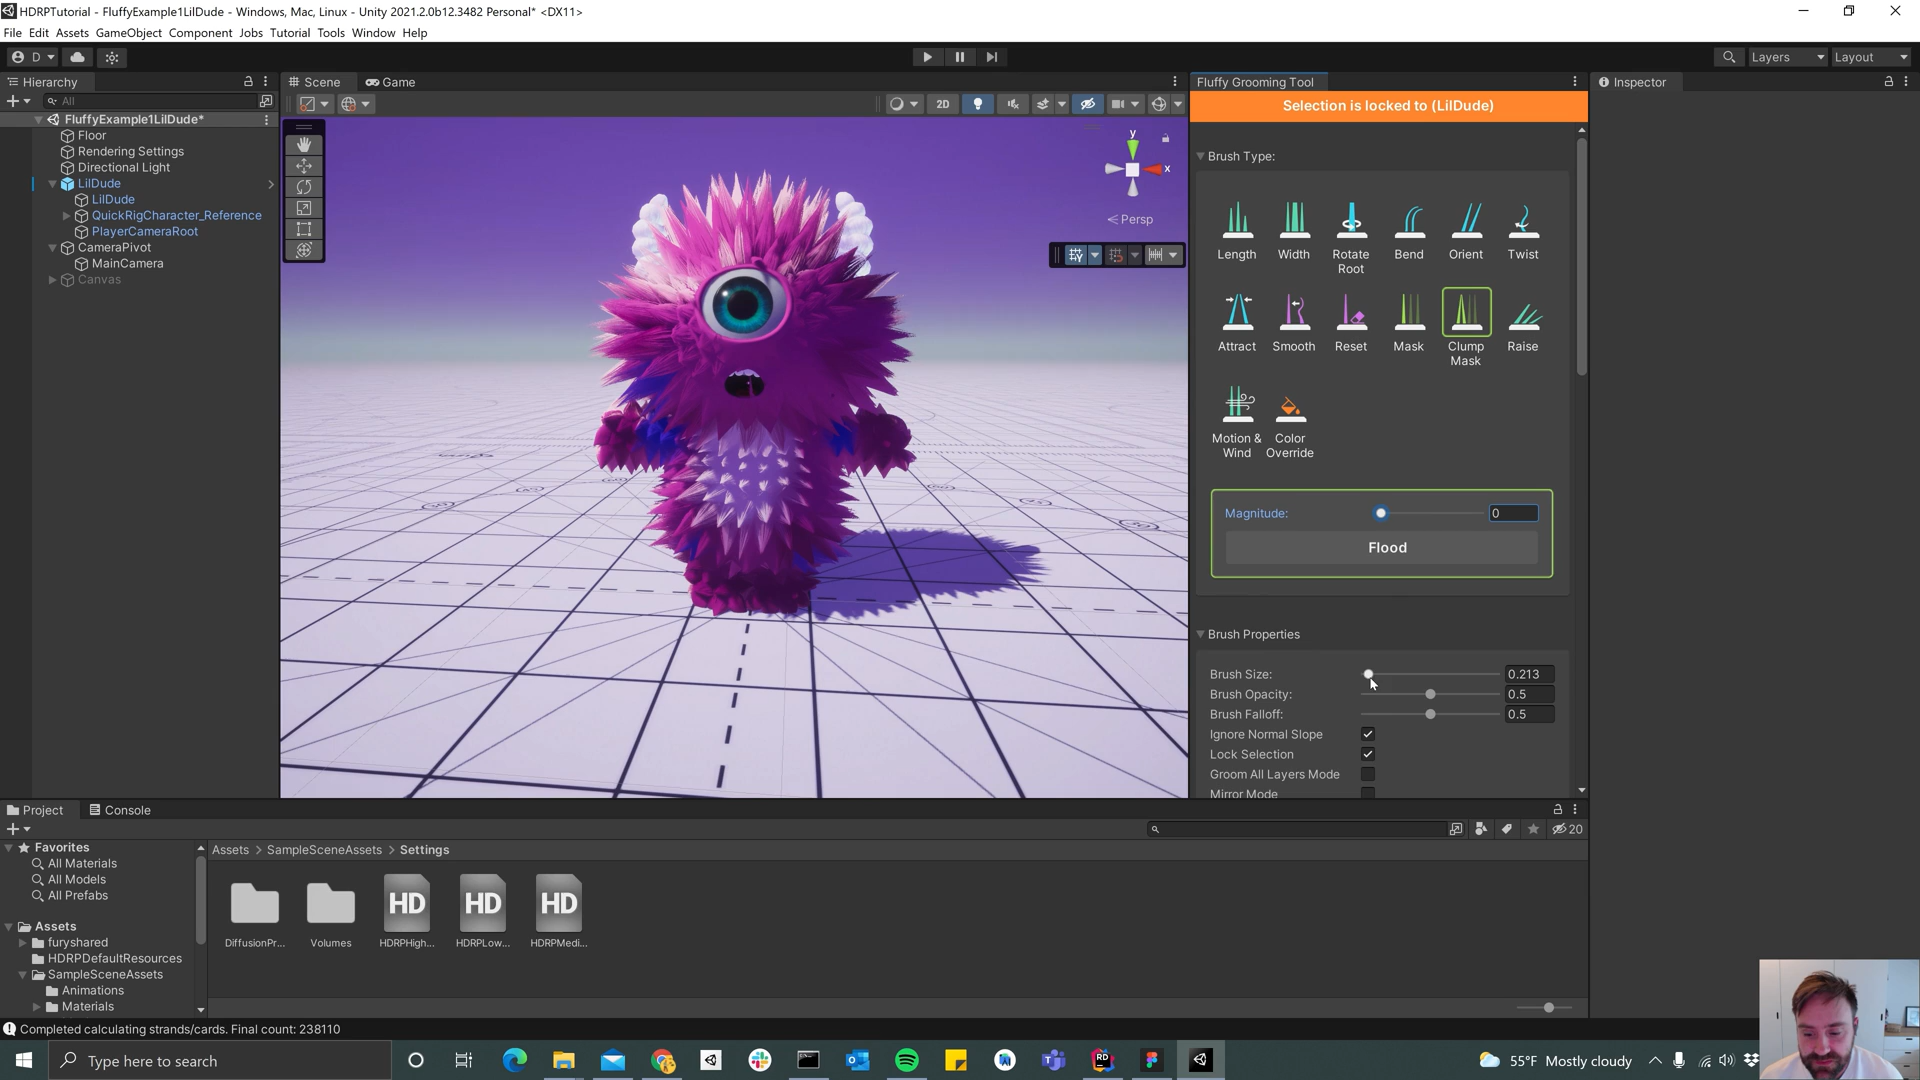 HDRPTutorial - FluffyExample1LilDude - Windows, Mac, Linux - Unity 2021.2.0b12.3482 Personal* <DX11>
File Edit Assets GameObject Component Jobs Tutorial Tools Window Help
D
Layers
Layout
Hierarchy
Scene
Game
Fluffy Grooming Tool
Inspector
All
2D
Selection is locked to (LilDude)
FluffyExample1LilDude*
Floor
Rendering Settings
Directional Light
LilDude
LilDude
QuickRigCharacter_Reference
PlayerCameraRoot
CameraPivot
MainCamera
Canvas
y
x
Persp
Brush Type:
Length
Width
Rotate
Root
Bend
Orient
Twist
Attract
Smooth
Reset
Mask
Clump
Mask
Raise
Motion &
Wind
Color
Override
Magnitude:
0
Flood
Brush Properties
Brush Size:
0.213
Brush Opacity:
0.5
Brush Falloff:
0.5
Ignore Normal Slope
Lock Selection
Groom All Layers Mode
Mirror Mode
Project
Console
20
Favorites
All Materials
All Models
All Prefabs
Assets
furyshared
HDRPDefaultResources
SampleSceneAssets
Animations
Materials
Assets > SampleSceneAssets > Settings
HD
HD
HD
DiffusionPr...
Volumes
HDRPHigh...
HDRPLow...
HDRPMedi...
Completed calculating strands/cards. Final count: 238110
Type here to search
RD
55°F Mostly cloudy